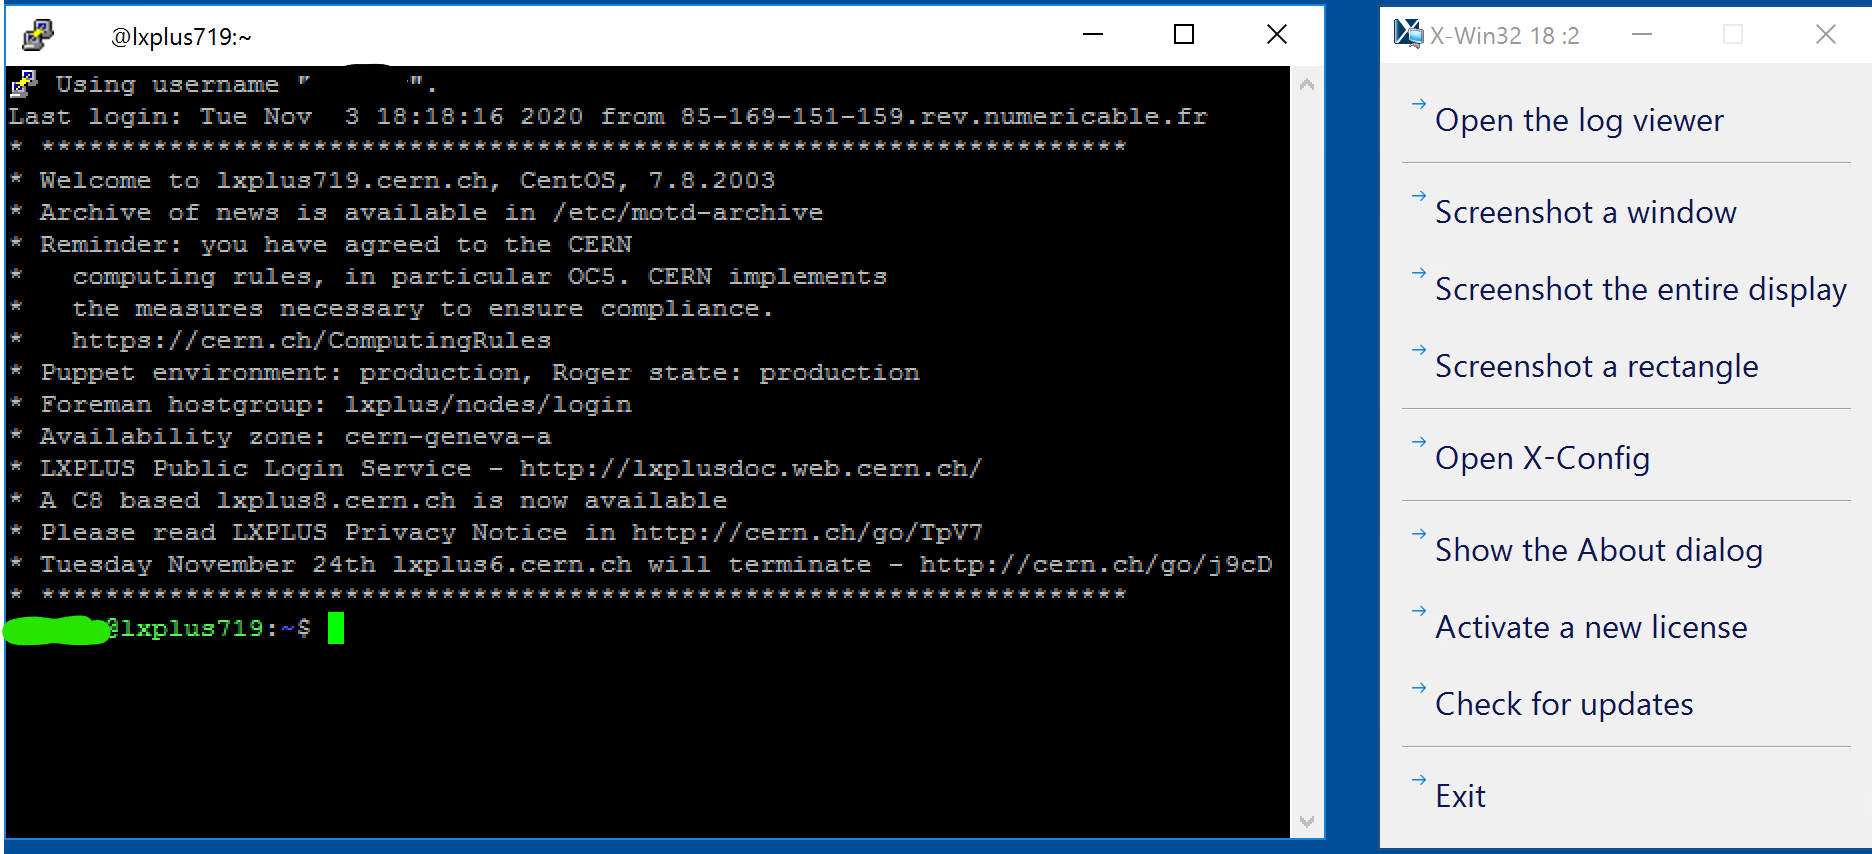 @lxplus719:~
Using username "        ".
Last login: Tue Nov  3 18:18:16 2020 from 85-169-151-159.rev.numericable.fr
* ********************************************************************
* Welcome to lxplus719.cern.ch, CentOS, 7.8.2003
* Archive of news is available in /etc/motd-archive
* Reminder: you have agreed to the CERN
*   computing rules, in particular OC5. CERN implements
*   the measures necessary to ensure compliance.
*   https://cern.ch/ComputingRules
* Puppet environment: production, Roger state: production
* Foreman hostgroup: lxplus/nodes/login
* Availability zone: cern-geneva-a
* LXPLUS Public Login Service - http://lxplusdoc.web.cern.ch/
* A C8 based lxplus8.cern.ch is now available
* Please read LXPLUS Privacy Notice in http://cern.ch/go/TpV7
* Tuesday November 24th lxplus6.cern.ch will terminate - http://cern.ch/go/j9cD
* ********************************************************************
@lxplus719:~$
X-Win32 18 :2
Open the log viewer
Screenshot a window
Screenshot the entire display
Screenshot a rectangle
Open X-Config
Show the About dialog
Activate a new license
Check for updates
Exit